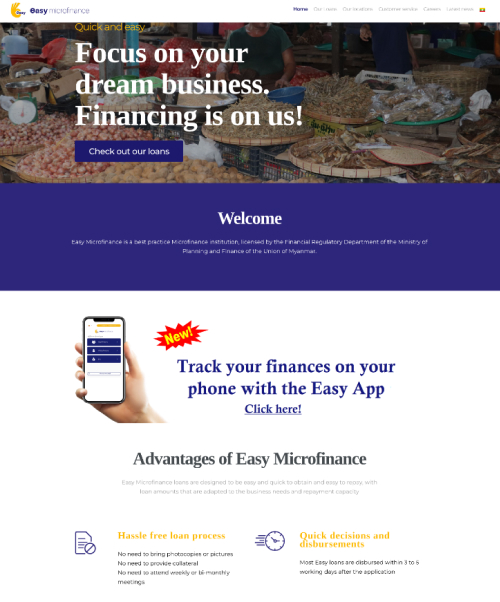 easy microfinance
Home Our loans Our locations Customer service Careers Latest news
Quick and easy.
Focus on your
dream business.
Financing is on us!
Check out our loans
Welcome
Easy Microfinance is a best practice Microfinance Institution, licensed by the Financial Regulatory Department of the Ministry of
Planning and Finance of the Union of Myanmar.
New!
Track your finances on your
phone with the Easy App
Click here!
Advantages of Easy Microfinance
Easy Microfinance loans are designed to be easy and quick to obtain and easy to repay, with
loan amounts that are adapted to the business needs and repayment capacity
Hassle free loan process
No need to bring photocopies or pictures
No need to provide collateral
No need to attend weekly or bi-monthly
meetings
Quick decisions and
disbursements
Most Easy loans are disbursed within 3 to 5
working days after the application